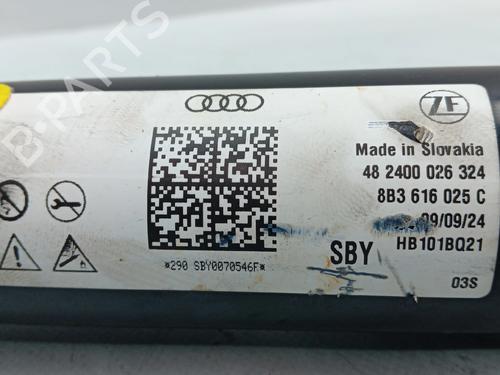 B-PARTS
ZF
Made in Slovakia
48 2400 026 324
8B3 616 025 C
09/09/24
SBY
HB101BQ21
*290 SBY0070546F*
03S